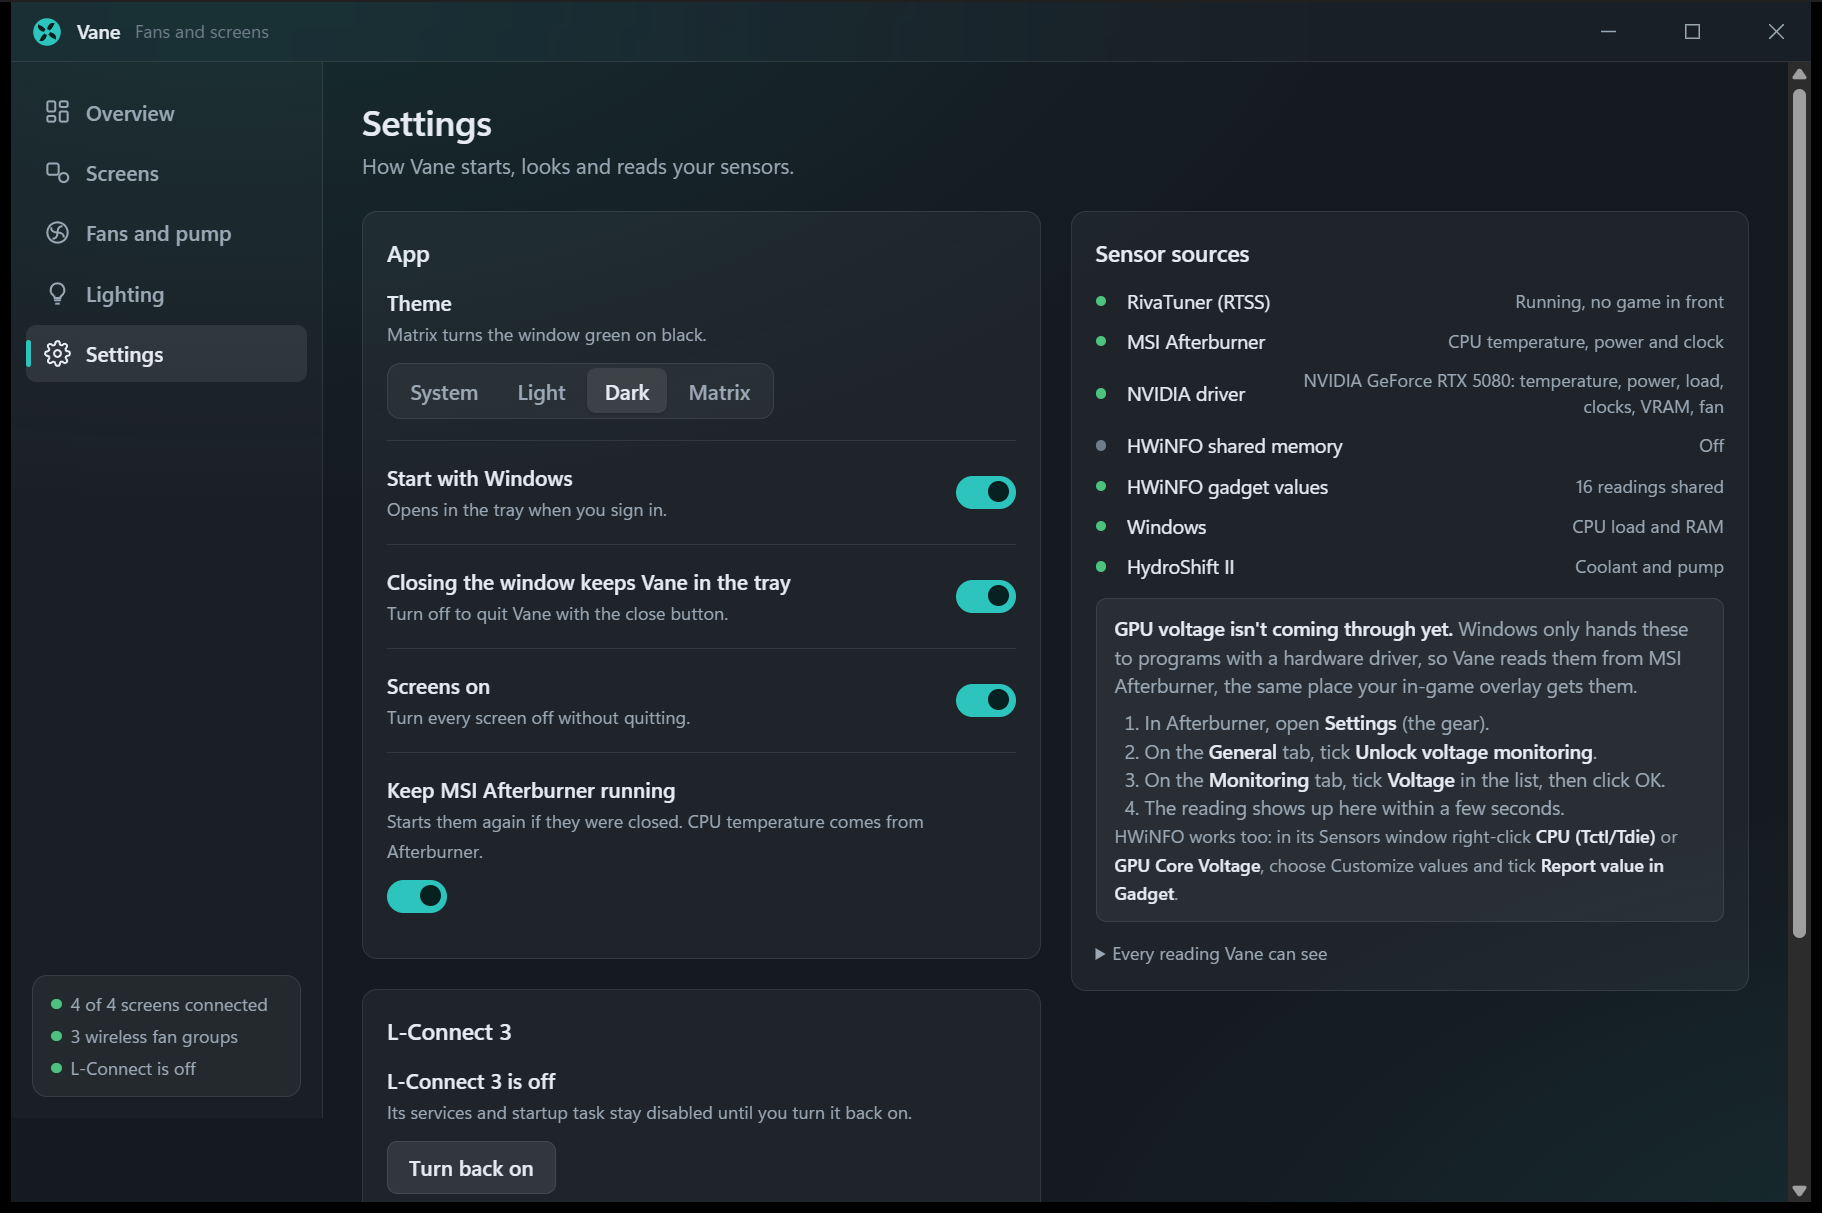 Vane Fans and screens
Overview
Screens
Fans and pump
Lighting
Settings
4 of 4 screens connected
3 wireless fan groups
L-Connect is off
Settings
How Vane starts, looks and reads your sensors.
App
Theme
Matrix turns the window green on black.
System Light Dark Matrix
Start with Windows
Opens in the tray when you sign in.
Closing the window keeps Vane in the tray
Turn off to quit Vane with the close button.
Screens on
Turn every screen off without quitting.
Keep MSI Afterburner running
Starts them again if they were closed. CPU temperature comes from
Afterburner.
L-Connect 3
L-Connect 3 is off
Its services and startup task stay disabled until you turn it back on.
Turn back on
Sensor sources
RivaTuner (RTSS) Running, no game in front
MSI Afterburner CPU temperature, power and clock
NVIDIA driver NVIDIA GeForce RTX 5080: temperature, power, load,
clocks, VRAM, fan
HWiNFO shared memory Off
HWiNFO gadget values 16 readings shared
Windows CPU load and RAM
HydroShift II Coolant and pump
GPU voltage isn't coming through yet. Windows only hands these
to programs with a hardware driver, so Vane reads them from MSI
Afterburner, the same place your in-game overlay gets them.
1. In Afterburner, open Settings (the gear).
2. On the General tab, tick Unlock voltage monitoring.
3. On the Monitoring tab, tick Voltage in the list, then click OK.
4. The reading shows up here within a few seconds.
HWiNFO works too: in its Sensors window right-click CPU (Tctl/Tdie) or
GPU Core Voltage, choose Customize values and tick Report value in
Gadget.
Every reading Vane can see